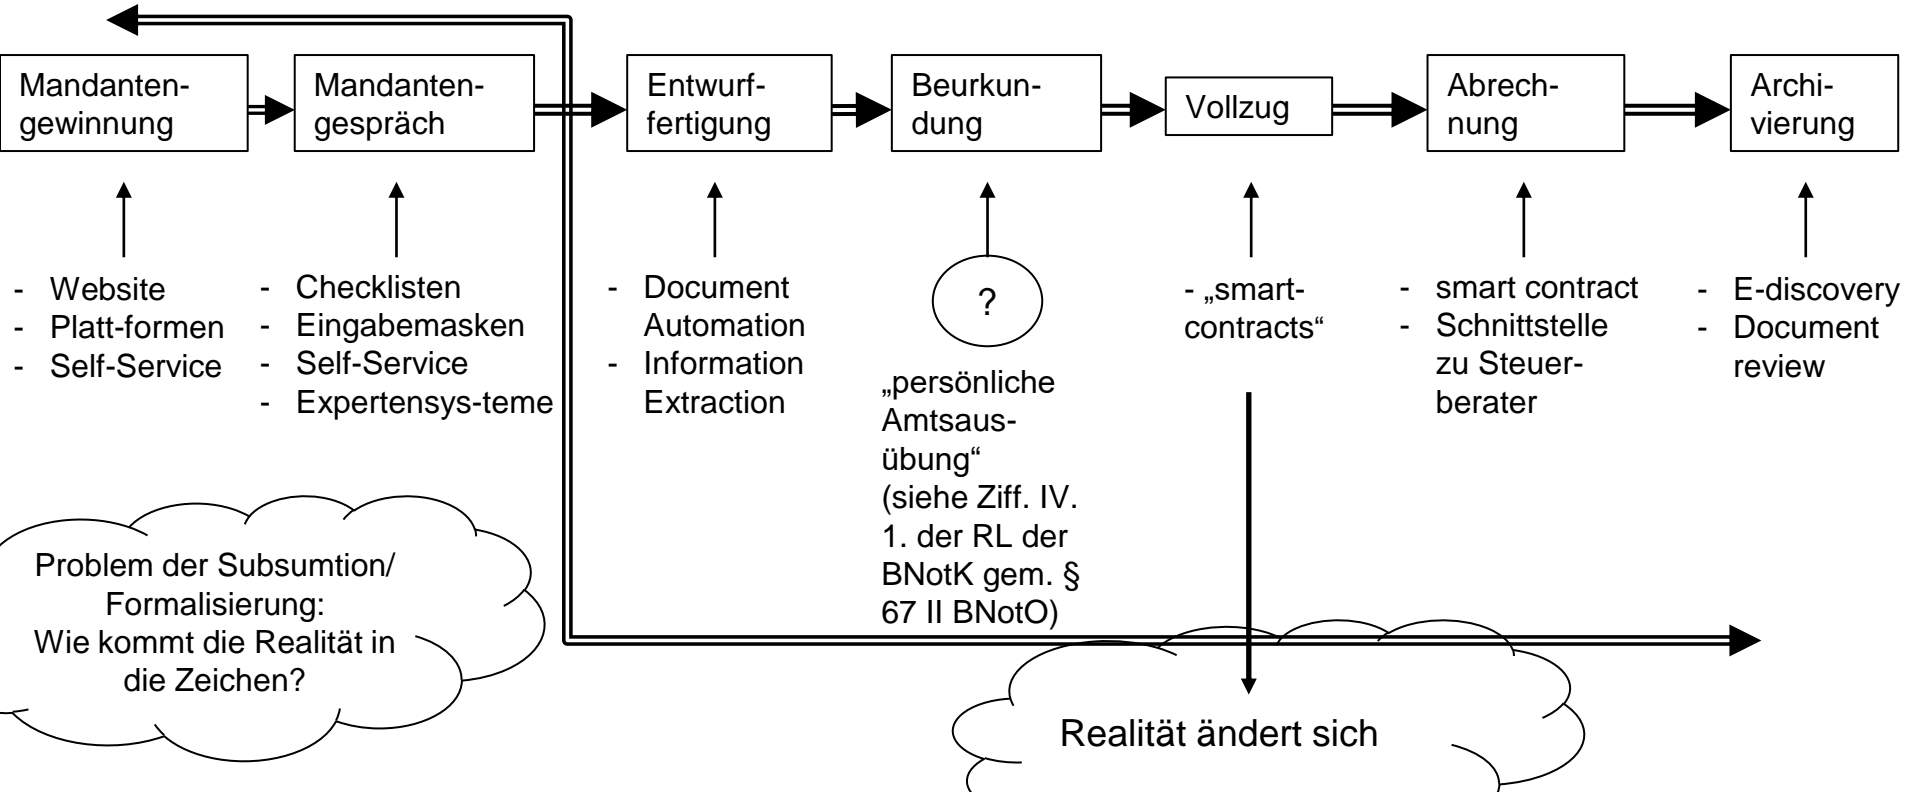 Mandanten-
gewinnung
Mandanten-
gespräch
Entwurf-
fertigung
Beurkun-
dung
Vollzug
Abrech-
nung
Archi-
vierung
- Website
- Platt-formen
- Self-Service
- Checklisten
- Eingabemasken
- Self-Service
- Expertensys-teme
- Document
Automation
- Information
Extraction
?
„persönliche
Amtsaus-
übung“
(siehe Ziff. IV.
1. der RL der
BNotK gem. §
67 II BNotO)
- „smart-
contracts“
- smart contract
- Schnittstelle
zu Steuer-
berater
- E-discovery
- Document
review
Problem der Subsumtion/
Formalisierung:
Wie kommt die Realität in
die Zeichen?
Realität ändert sich